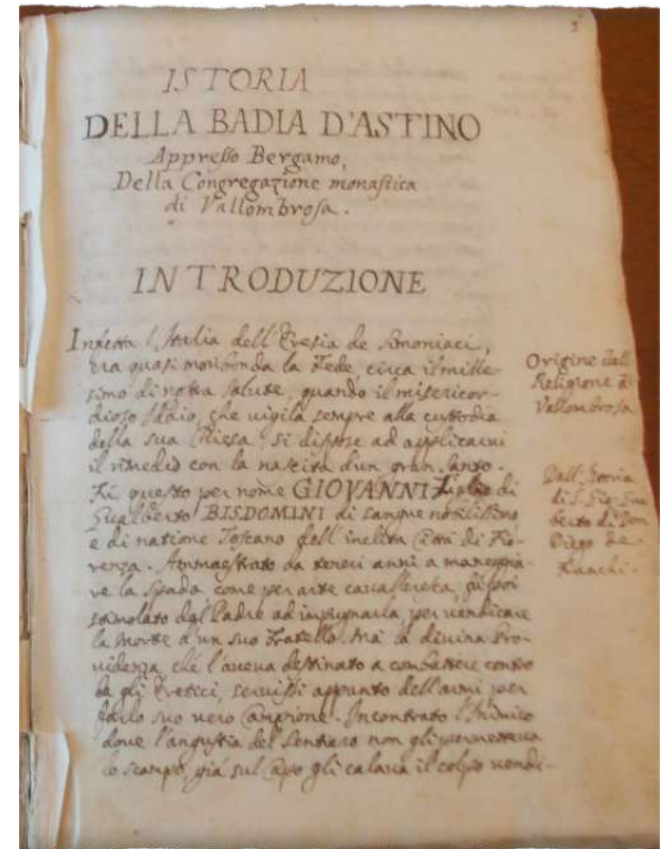 3
ISTORIA
DELLA BADIA D'ASTINO
Appresso Bergamo,
Della Congregazione monastica
di Vallombrosa.
INTRODUZIONE
Infetta l'Italia dell'Eresia de Simoniaci,
era quasi moribonda la Fede, circa il mille-
simo di nostra salute, quando il misericor-
dioso Iddio, che vigila sempre alla custodia
della sua Chiesa, si dispose ad applicarvi
il rimedio con la nascita d'un gran Santo.
Fù questo per nome GIOVANNI Figlio di
Gualberto BISDOMINI di sangue nobilissimo
e di natione Toscano dell'inclita Città di Fio-
renza. Ammaestrato da teneri anni a maneggia-
re la spada come per arte cavalleresca, fù poi
stimolato dal Padre ad impugnarla, per vendicare
la Morte d'un suo Fratello. Mà la divina Pro-
videnza, che l'aveva destinato a combattere contro
gli Eretici, servissi appunto dell'armi per
farlo suo vero Campione. Incontrato l'Inimico
dove l'angustia del Sentiero non gli permetteva
lo scampo, già sul Capo gli calava il colpo vendi-
Origine dell
Religione di
Vallombrosa
Dall'Istoria
di S. Gio: Gual
berto di Don
Diego de
Franchi.